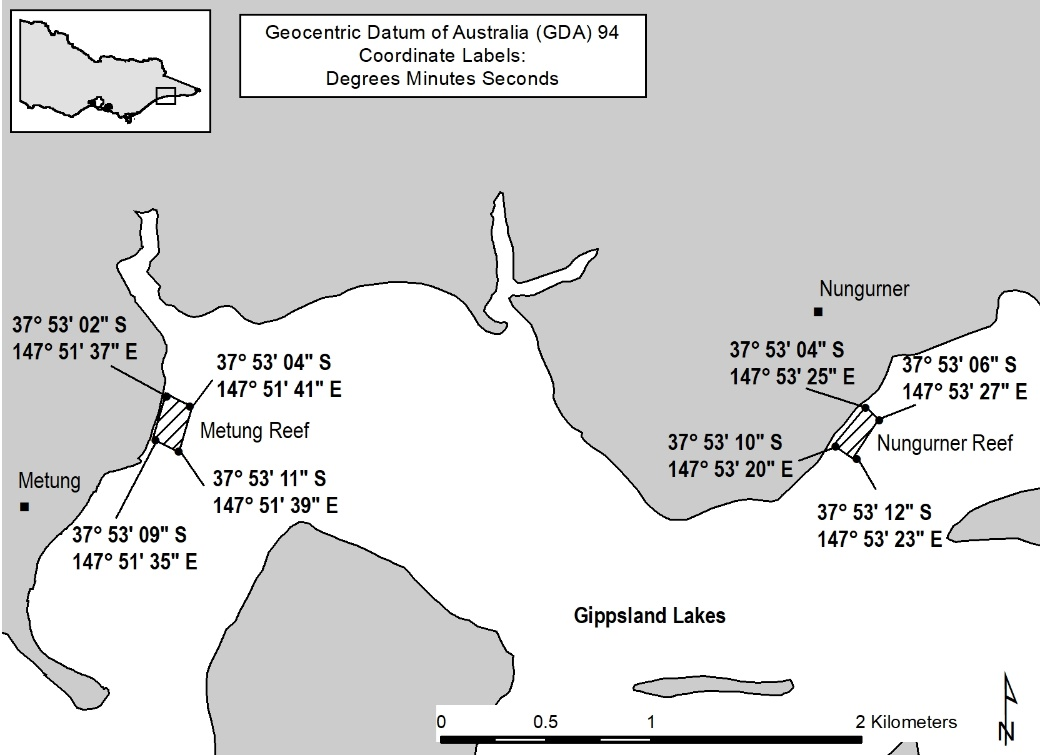 Geocentric Datum of Australia (GDA) 94
Coordinate Labels:
Degrees Minutes Seconds
Nungurner
37° 53' 02" S
147° 51' 37" E
37° 53' 04" S
147° 51' 41" E
37° 53' 04" S
147° 53' 25" E
37° 53' 06" S
147° 53' 27" E
Metung Reef
37° 53' 10" S
147° 53' 20" E
Nungurner Reef
Metung
37° 53' 11" S
147° 51' 39" E
37° 53' 09" S
147° 51' 35" E
37° 53' 12" S
147° 53' 23" E
Gippsland Lakes
0 0.5 1 2 Kilometers
N